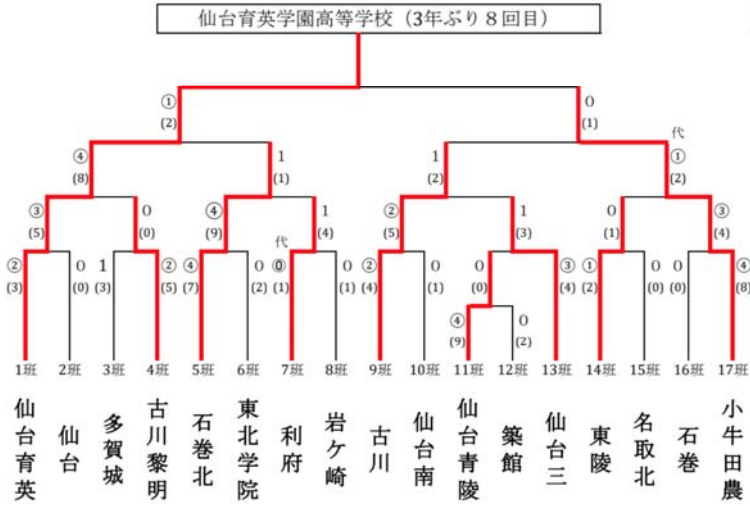 仙台育英学園高等学校（3年ぶり８回目）
① 0
(2) (1)
代
④ 1 1 ①
(8) (1) (2) (2)
③ 0 ④ 1 ② 1 0 ③
(5) (0) (9) (4) (5) (3) (1) (4)
代
② 0 1 ② ④ 0 ⓪ 0 ② 0 0 ③ ① 0 0 ④
(3) (0) (3) (5) (7) (2) (1) (1) (4) (1) (0) (4) (2) (0) (0) (8)
④ 0
(9) (2)
1班 2班 3班 4班 5班 6班 7班 8班 9班 10班 11班 12班 13班 14班 15班 16班 17班
仙台育英
仙台
多賀城
古川黎明
石巻北
東北学院
利府
岩ケ崎
古川
仙台南
仙台青陵
築館
仙台三
東陵
名取北
石巻
小牛田農